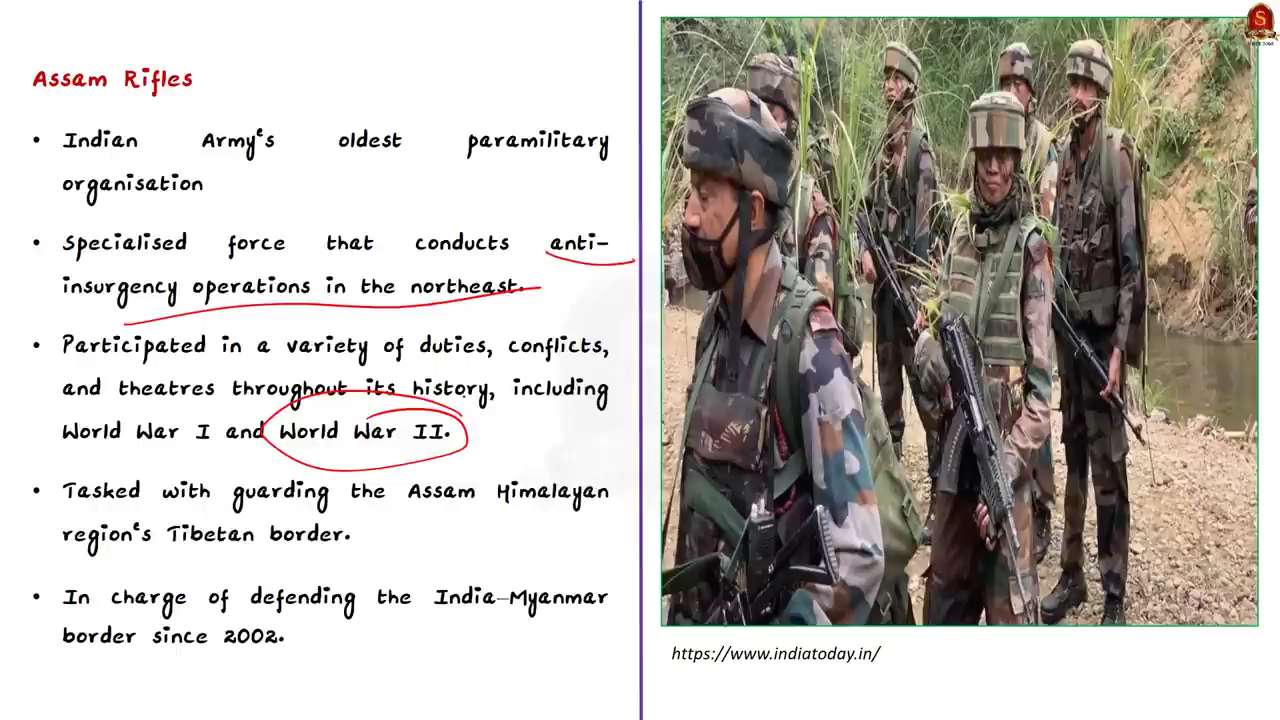 Assam Rifles
• Indian Army's oldest paramilitary
organisation
• Specialised force that conducts anti-
insurgency operations in the northeast.
• Participated in a variety of duties, conflicts,
and theatres throughout its history, including
World War I and World War II.
• Tasked with guarding the Assam Himalayan
region's Tibetan border.
• In charge of defending the India–Myanmar
border since 2002.
https://www.indiatoday.in/